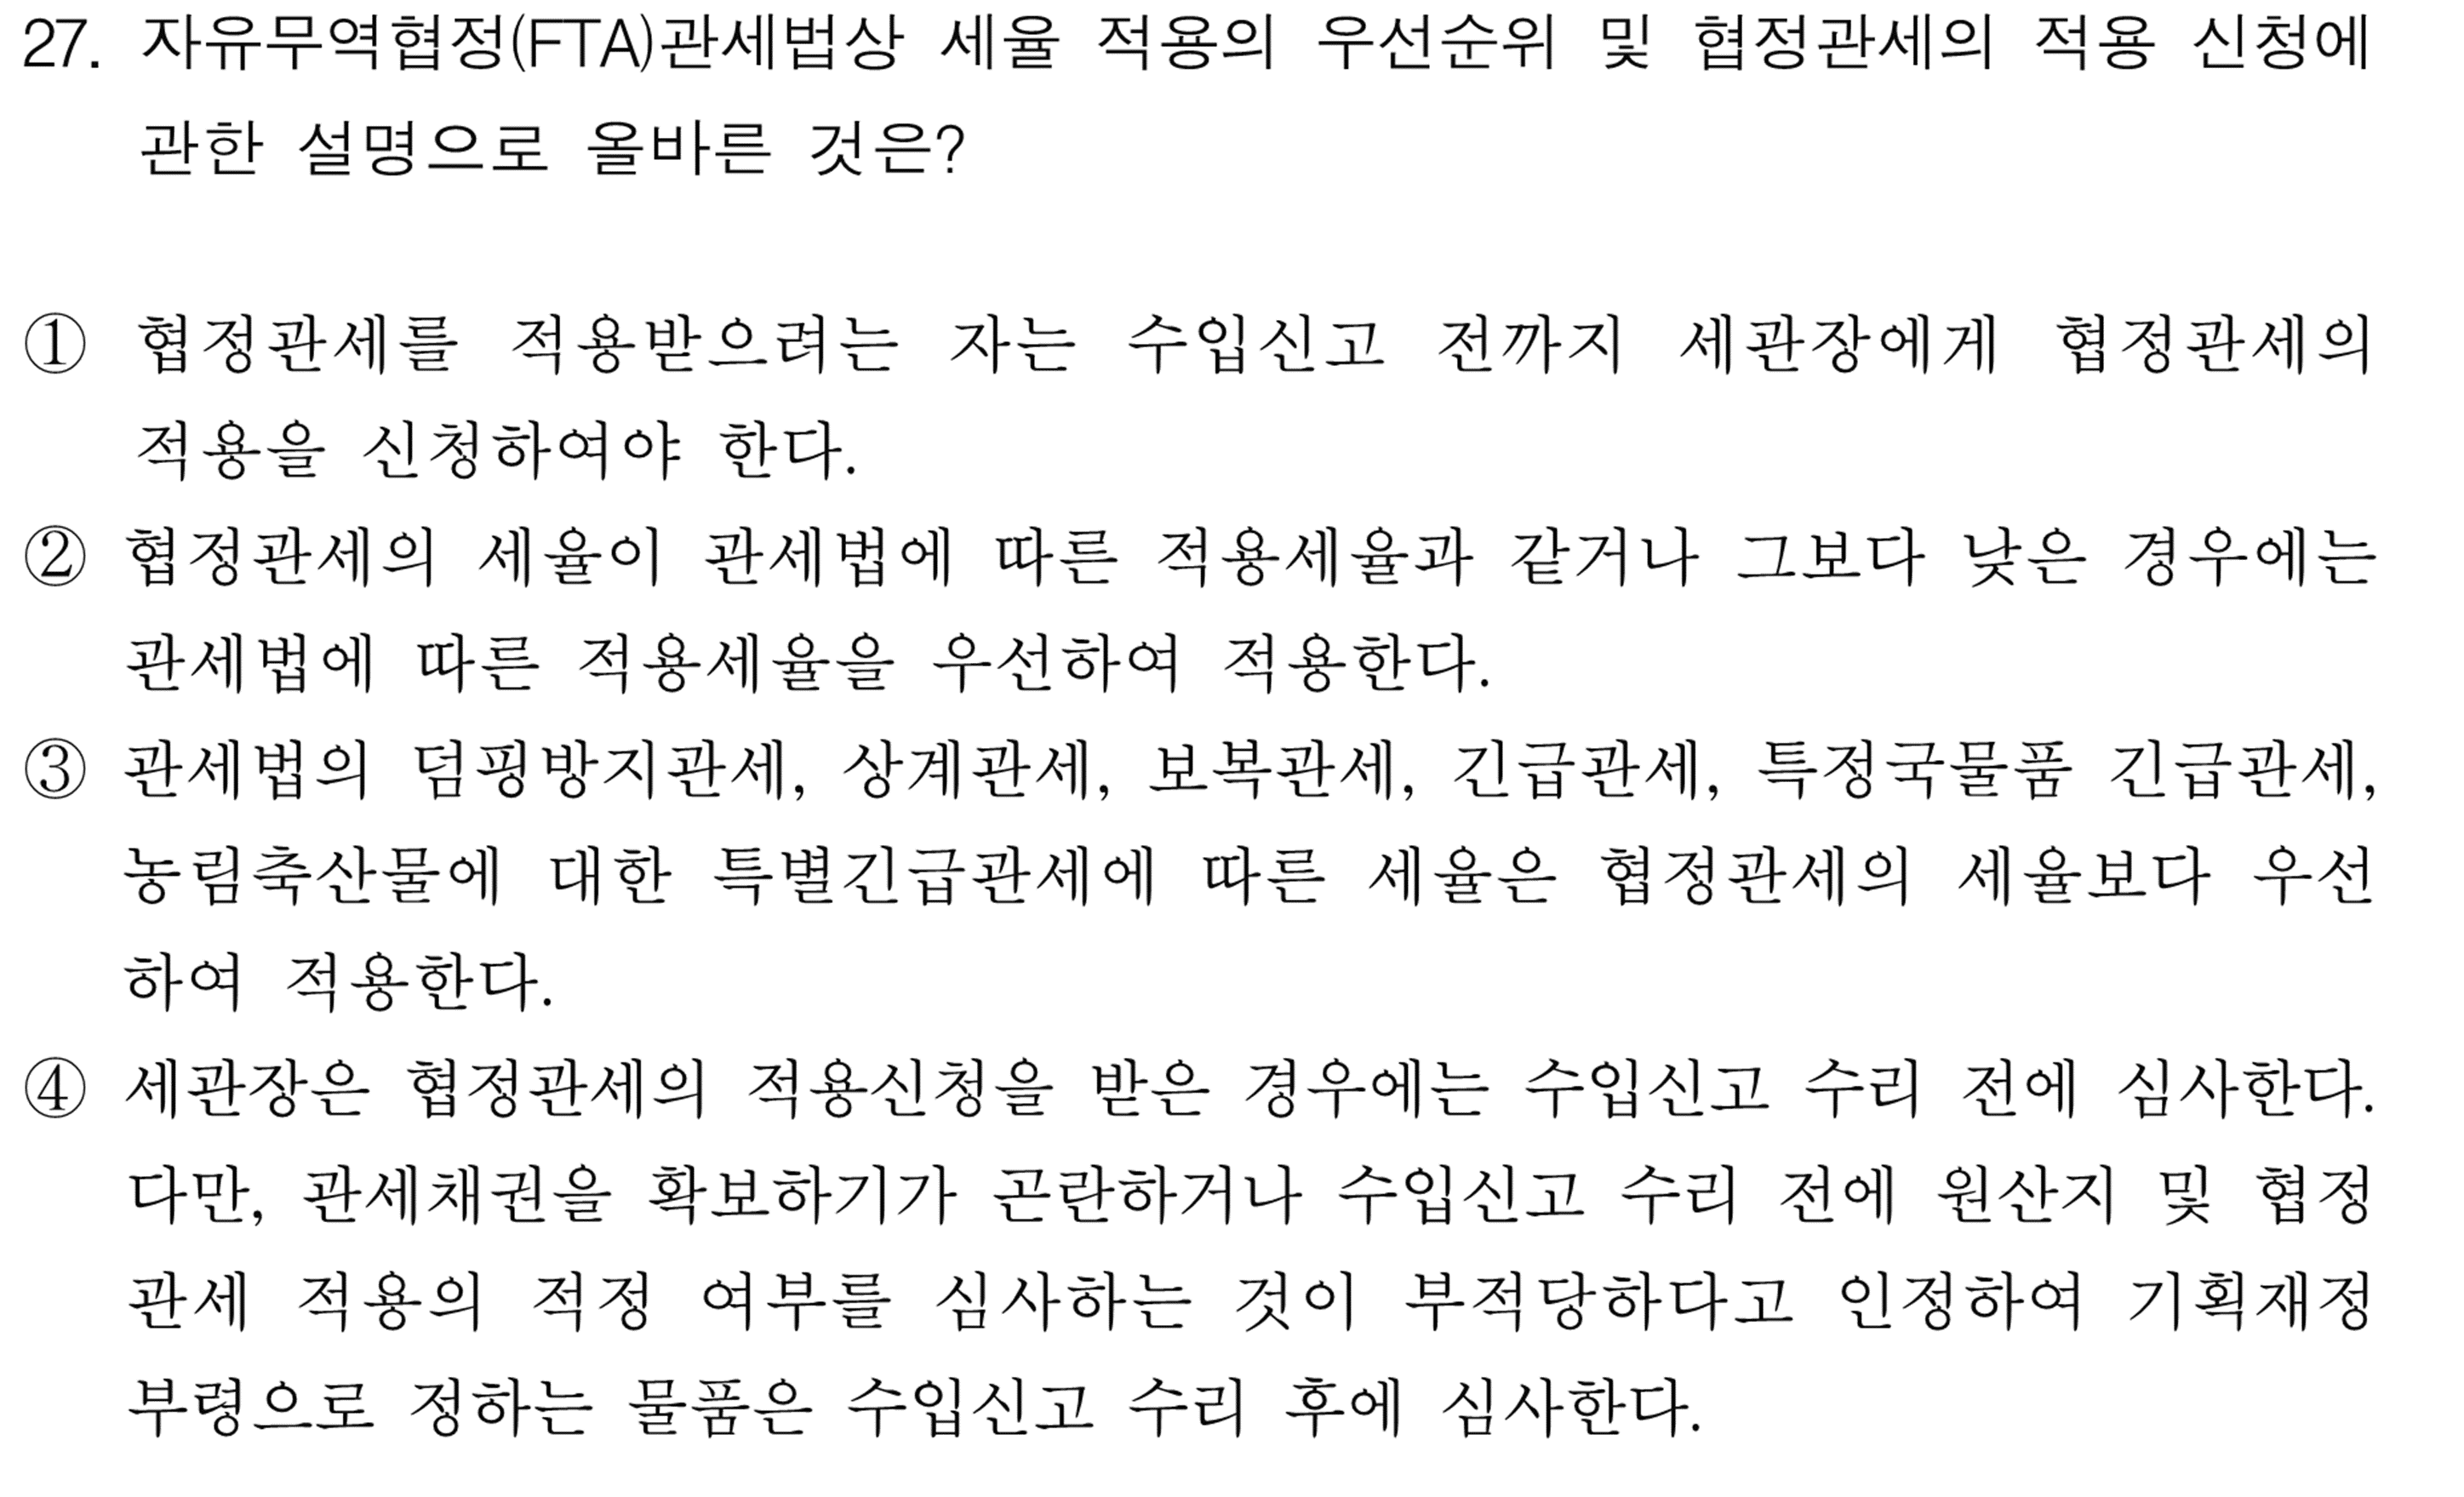 27. 자유무역협정(FTA)관세법상 세율 적용의 우선순위 및 협정관세의 적용 신청에
관한 설명으로 올바른 것은?
① 협정관세를 적용받으려는 자는 수입신고 전까지 세관장에게 협정관세의
적용을 신청하여야 한다.
② 협정관세의 세율이 관세법에 따른 적용세율과 같거나 그보다 낮은 경우에는
관세법에 따른 적용세율을 우선하여 적용한다.
③ 관세법의 덤핑방지관세, 상계관세, 보복관세, 긴급관세, 특정국물품 긴급관세,
농림축산물에 대한 특별긴급관세에 따른 세율은 협정관세의 세율보다 우선
하여 적용한다.
④ 세관장은 협정관세의 적용신청을 받은 경우에는 수입신고 수리 전에 심사한다.
다만, 관세채권을 확보하기가 곤란하거나 수입신고 수리 전에 원산지 및 협정
관세 적용의 적정 여부를 심사하는 것이 부적당하다고 인정하여 기획재정
부령으로 정하는 물품은 수입신고 수리 후에 심사한다.